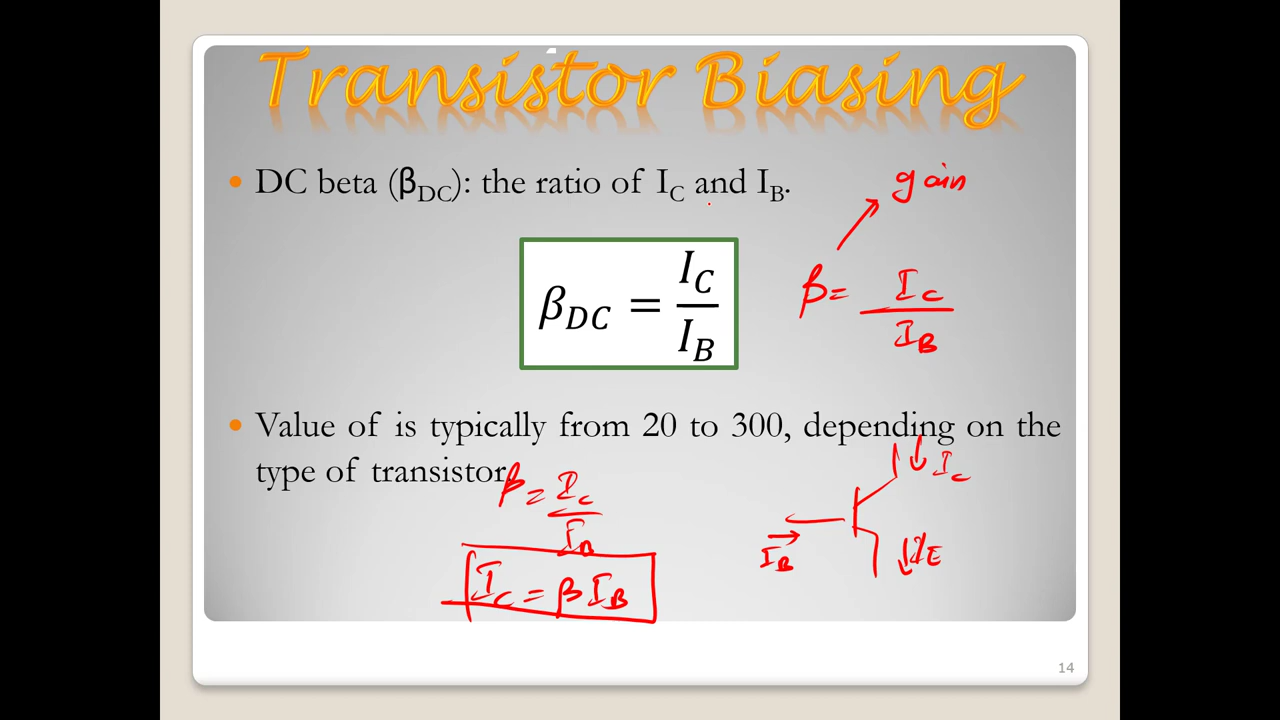 Transistor Biasing
DC beta (βDC): the ratio of IC and IB.
gain
βDC = IC / IB
β = IC / IB
Value of is typically from 20 to 300, depending on the
type of transistor.
β = IC / IB
IC = β IB
IC
IB
IE
14